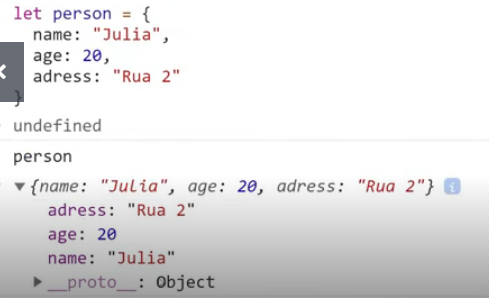 let person = {
name: "Julia",
age: 20,
adress: "Rua 2"
}
undefined
person
▼{name: "Julia", age: 20, adress: "Rua 2"} i
adress: "Rua 2"
age: 20
name: "Julia"
▶__proto__: Object